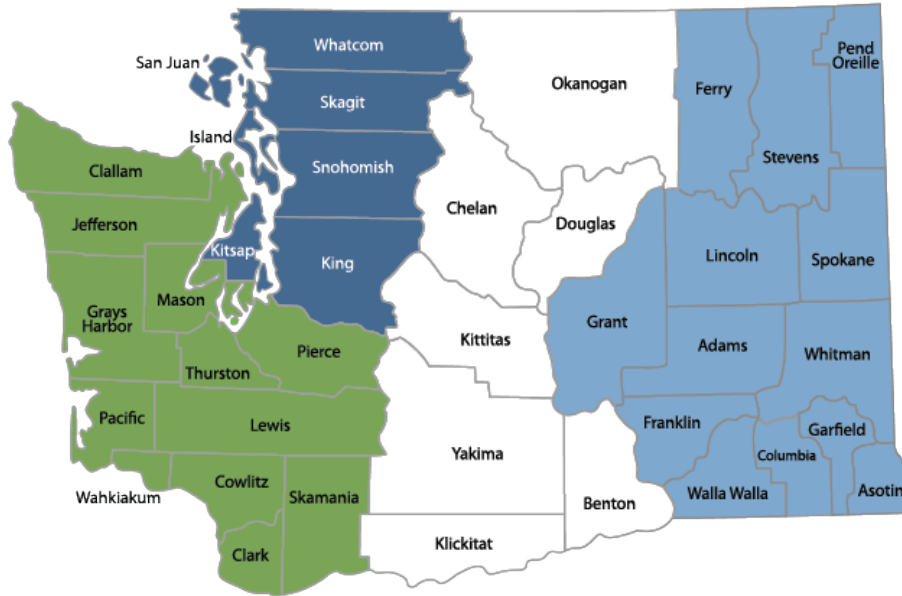 Whatcom
San Juan
Skagit
Island
Snohomish
Okanogan
Ferry
Pend
Oreille
Stevens
Clallam
Jefferson
Kitsap
King
Chelan
Douglas
Lincoln
Spokane
Grays
Harbor
Mason
Pierce
Thurston
Kittitas
Grant
Adams
Whitman
Pacific
Lewis
Yakima
Franklin
Garfield
Columbia
Wahkiakum
Cowlitz
Skamania
Benton
Walla Walla
Asotin
Clark
Klickitat